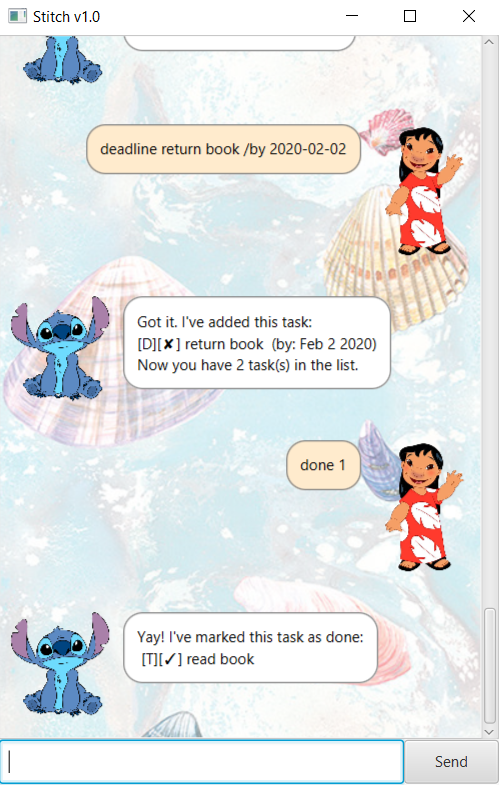 Stitch v1.0
deadline return book /by 2020-02-02
Got it. I've added this task:
[D][✘] return book  (by: Feb 2 2020)
Now you have 2 task(s) in the list.
done 1
Yay! I've marked this task as done:
[T][✓] read book
Send